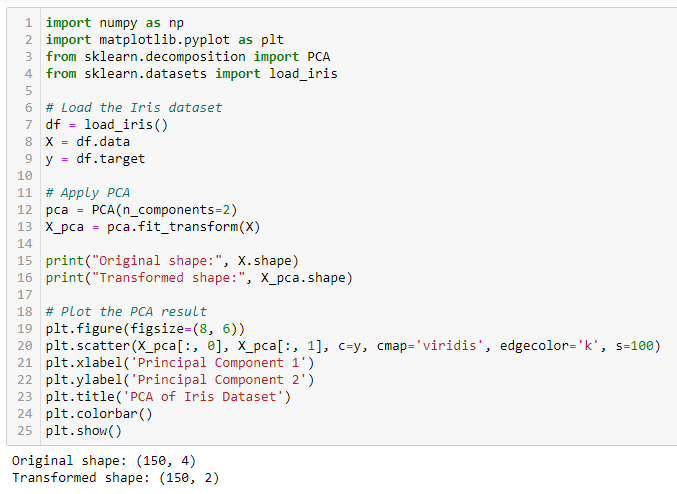 1 import numpy as np
2 import matplotlib.pyplot as plt
3 from sklearn.decomposition import PCA
4 from sklearn.datasets import load_iris
5
6 # Load the Iris dataset
7 df = load_iris()
8 X = df.data
9 y = df.target
10
11 # Apply PCA
12 pca = PCA(n_components=2)
13 X_pca = pca.fit_transform(X)
14
15 print("Original shape:", X.shape)
16 print("Transformed shape:", X_pca.shape)
17
18 # Plot the PCA result
19 plt.figure(figsize=(8, 6))
20 plt.scatter(X_pca[:, 0], X_pca[:, 1], c=y, cmap='viridis', edgecolor='k', s=100)
21 plt.xlabel('Principal Component 1')
22 plt.ylabel('Principal Component 2')
23 plt.title('PCA of Iris Dataset')
24 plt.colorbar()
25 plt.show()
Original shape: (150, 4)
Transformed shape: (150, 2)